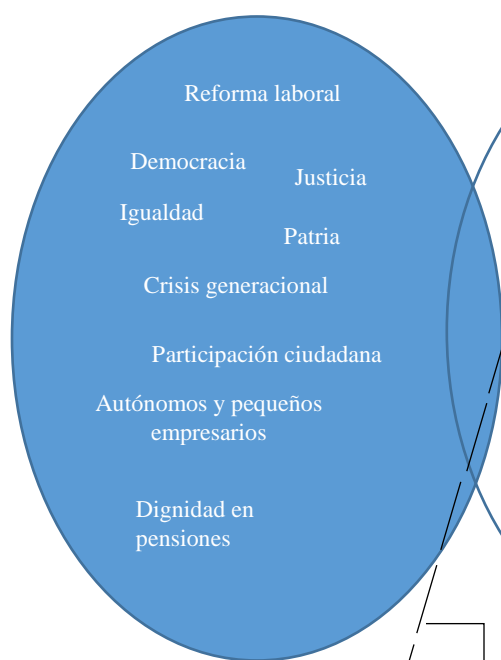 Reforma laboral
Democracia
Justicia
Igualdad
Patria
Crisis generacional
Participación ciudadana
Autónomos y pequeños
empresarios
Dignidad en
pensiones